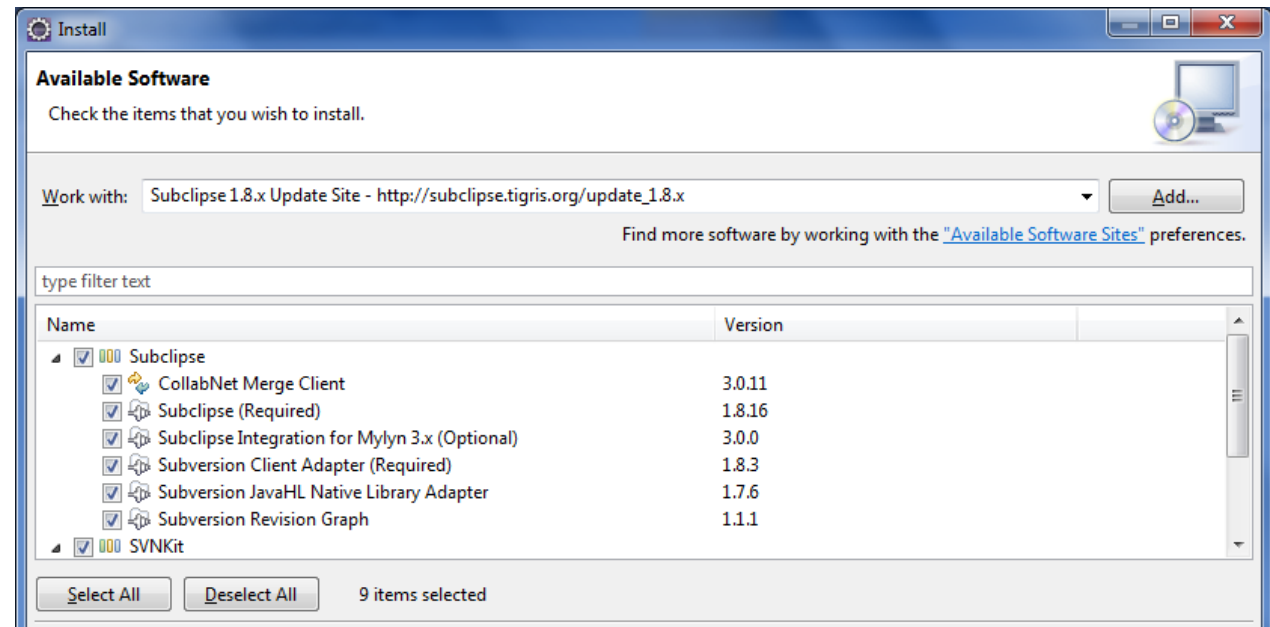 Install
Available Software
Check the items that you wish to install.
Work with: Subclipse 1.8.x Update Site - http://subclipse.tigris.org/update_1.8.x Add...
Find more software by working with the "Available Software Sites" preferences.
type filter text
Name Version
Subclipse
CollabNet Merge Client 3.0.11
Subclipse (Required) 1.8.16
Subclipse Integration for Mylyn 3.x (Optional) 3.0.0
Subversion Client Adapter (Required) 1.8.3
Subversion JavaHL Native Library Adapter 1.7.6
Subversion Revision Graph 1.1.1
SVNKit
Select All Deselect All 9 items selected